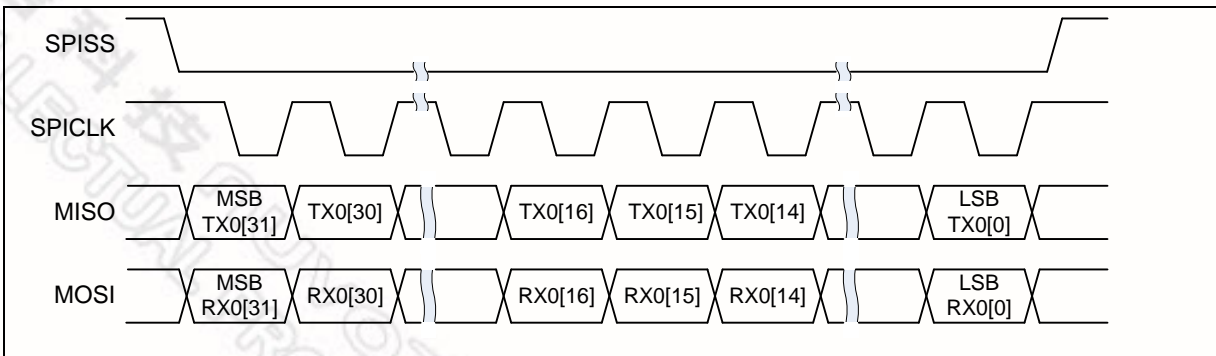 SPISS
SPICLK
MISO
MSB
TX0[31]
TX0[30]
TX0[16]
TX0[15]
TX0[14]
LSB
TX0[0]
MOSI
MSB
RX0[31]
RX0[30]
RX0[16]
RX0[15]
RX0[14]
LSB
RX0[0]